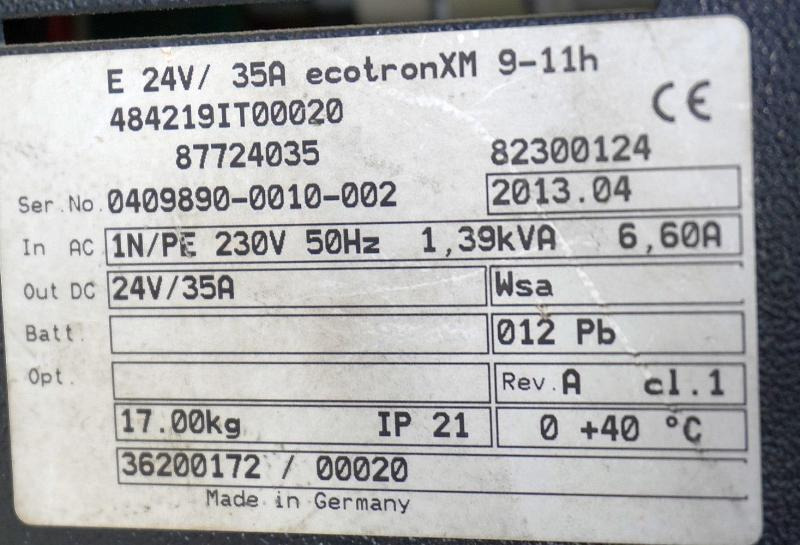 E 24V/ 35A ecotronXM 9-11h
484219IT00020 CE
87724035 82300124
Ser.No. 0409890-0010-002 2013.04
In AC 1N/PE 230V 50Hz 1,39kVA 6,60A
Out DC 24V/35A Wsa
Batt. 012 Pb
Opt. Rev.A cl.1
17.00kg IP 21 0 +40 °C
36200172 / 00020
Made in Germany